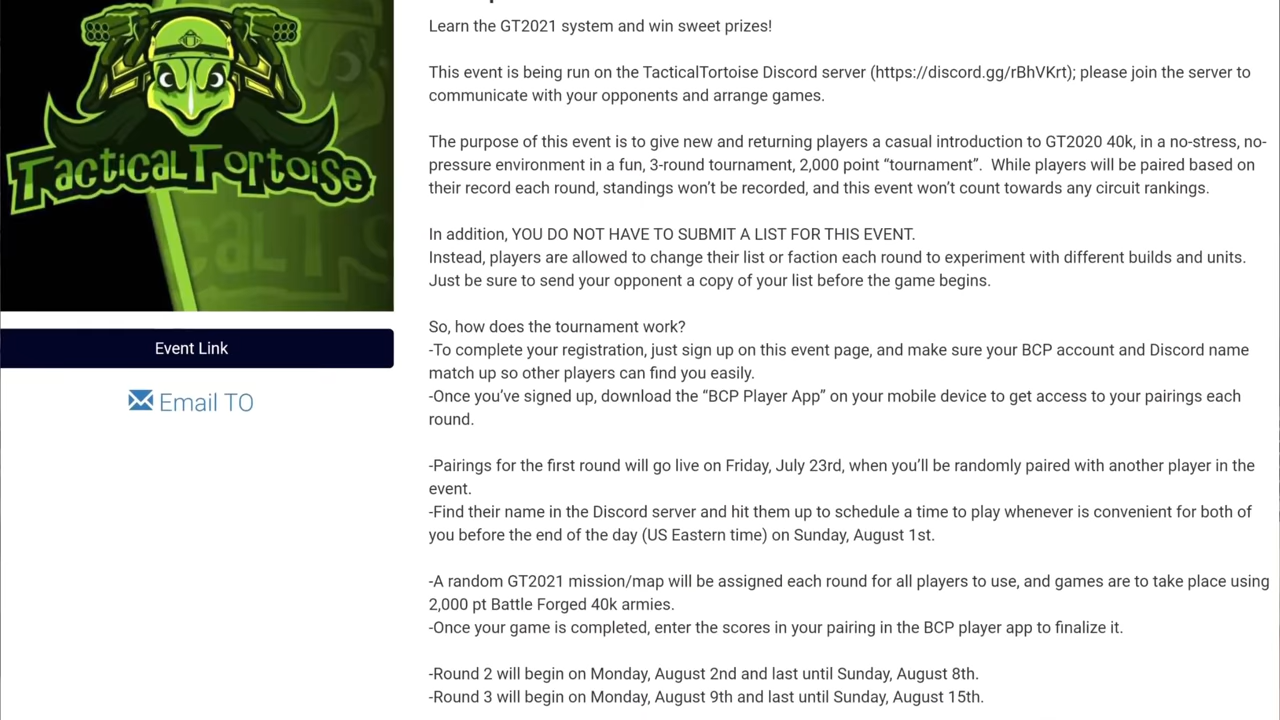 TacticalTortoise
Event Link
Email TO
Learn the GT2021 system and win sweet prizes!
This event is being run on the TacticalTortoise Discord server (https://discord.gg/rBhVKrt); please join the server to
communicate with your opponents and arrange games.
The purpose of this event is to give new and returning players a casual introduction to GT2020 40k, in a no-stress, no-
pressure environment in a fun, 3-round tournament, 2,000 point “tournament”.  While players will be paired based on
their record each round, standings won’t be recorded, and this event won’t count towards any circuit rankings.
In addition, YOU DO NOT HAVE TO SUBMIT A LIST FOR THIS EVENT.
Instead, players are allowed to change their list or faction each round to experiment with different builds and units.
Just be sure to send your opponent a copy of your list before the game begins.
So, how does the tournament work?
-To complete your registration, just sign up on this event page, and make sure your BCP account and Discord name
match up so other players can find you easily.
-Once you’ve signed up, download the “BCP Player App” on your mobile device to get access to your pairings each
round.
-Pairings for the first round will go live on Friday, July 23rd, when you’ll be randomly paired with another player in the
event.
-Find their name in the Discord server and hit them up to schedule a time to play whenever is convenient for both of
you before the end of the day (US Eastern time) on Sunday, August 1st.
-A random GT2021 mission/map will be assigned each round for all players to use, and games are to take place using
2,000 pt Battle Forged 40k armies.
-Once your game is completed, enter the scores in your pairing in the BCP player app to finalize it.
-Round 2 will begin on Monday, August 2nd and last until Sunday, August 8th.
-Round 3 will begin on Monday, August 9th and last until Sunday, August 15th.